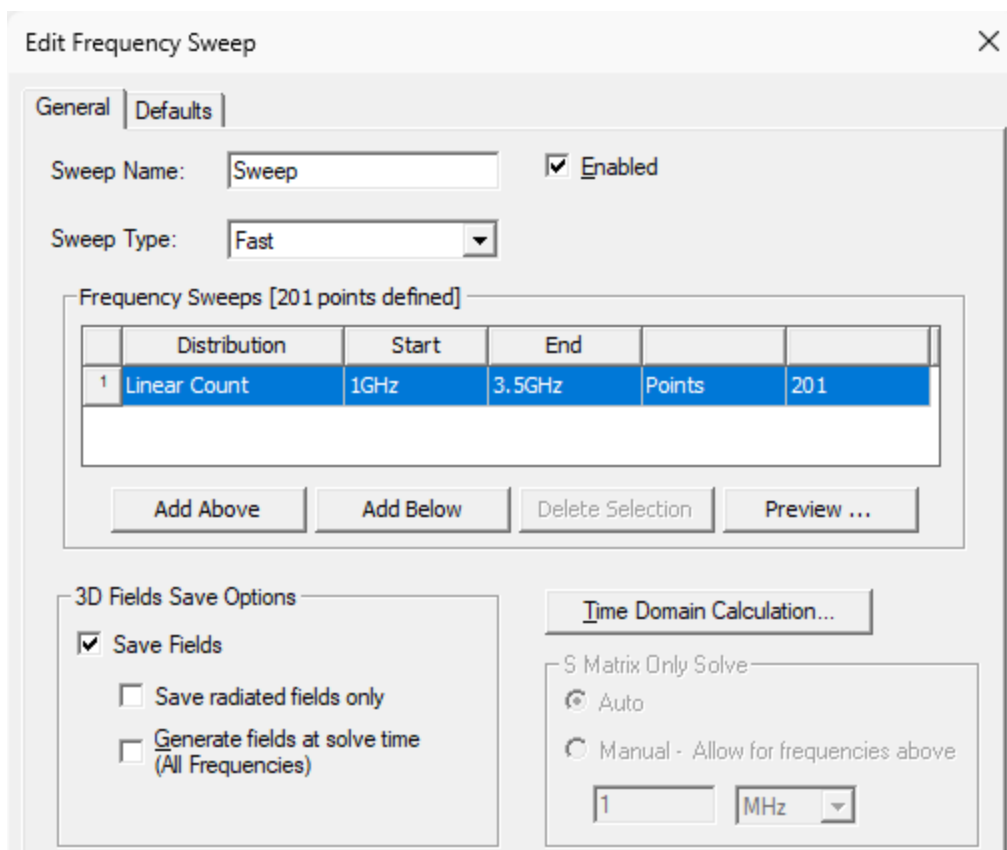 Edit Frequency Sweep
General Defaults
Sweep Name: Sweep Enabled
Sweep Type: Fast
Frequency Sweeps [201 points defined]
Distribution Start End
1 Linear Count 1GHz 3.5GHz Points 201
Add Above Add Below Delete Selection Preview ...
3D Fields Save Options
Save Fields
Save radiated fields only
Generate fields at solve time
(All Frequencies)
Time Domain Calculation...
S Matrix Only Solve
Auto
Manual - Allow for frequencies above
1 MHz